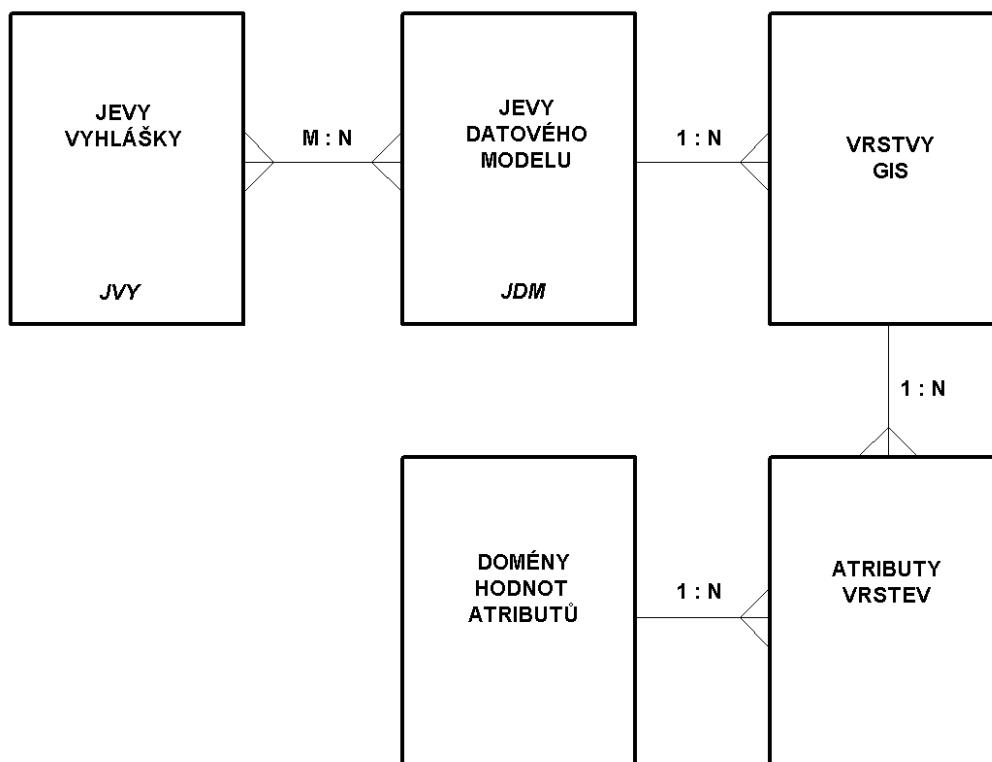 JEVY
VYHLÁŠKY
JVY
M : N
JEVY
DATOVÉHO
MODELU
JDM
1 : N
VRSTVY
GIS
1 : N
DOMÉNY
HODNOT
ATRIBUTŮ
1 : N
ATRIBUTY
VRSTEV